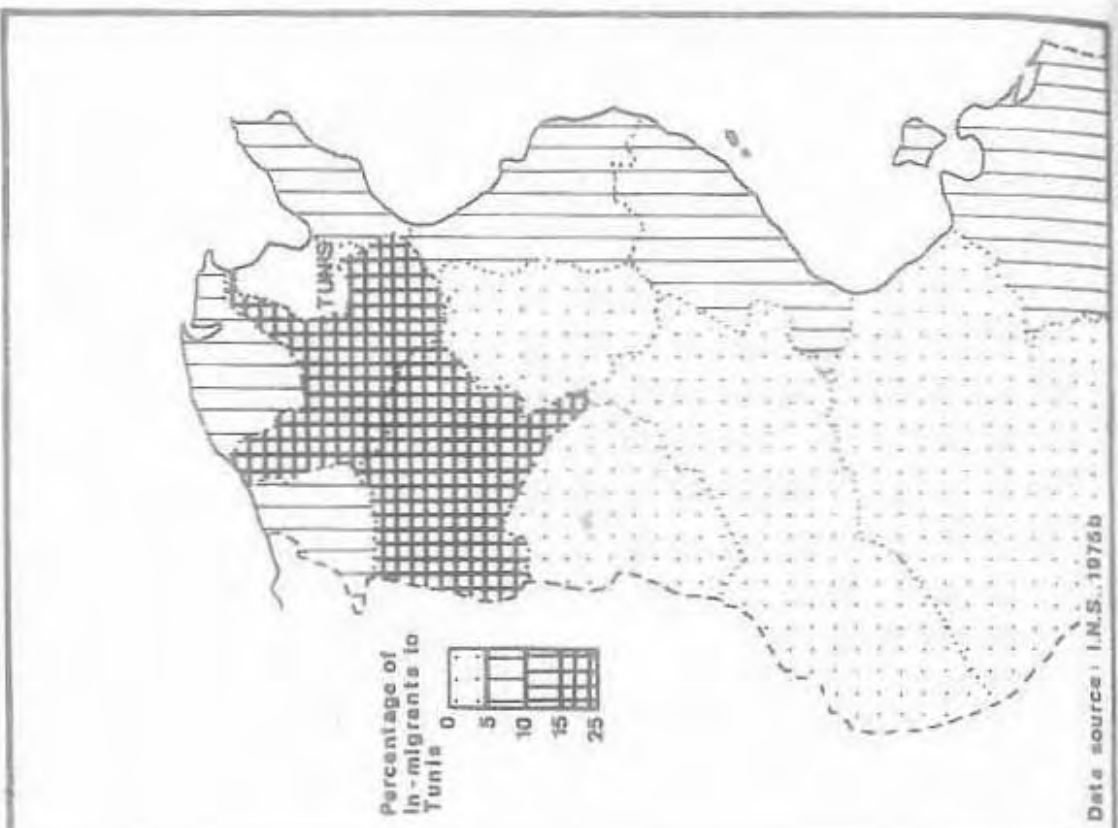 TUNIS
Percentage of
In-migrants to
Tunis
0
5
10
15
25
Data source: I.N.S., 1975b